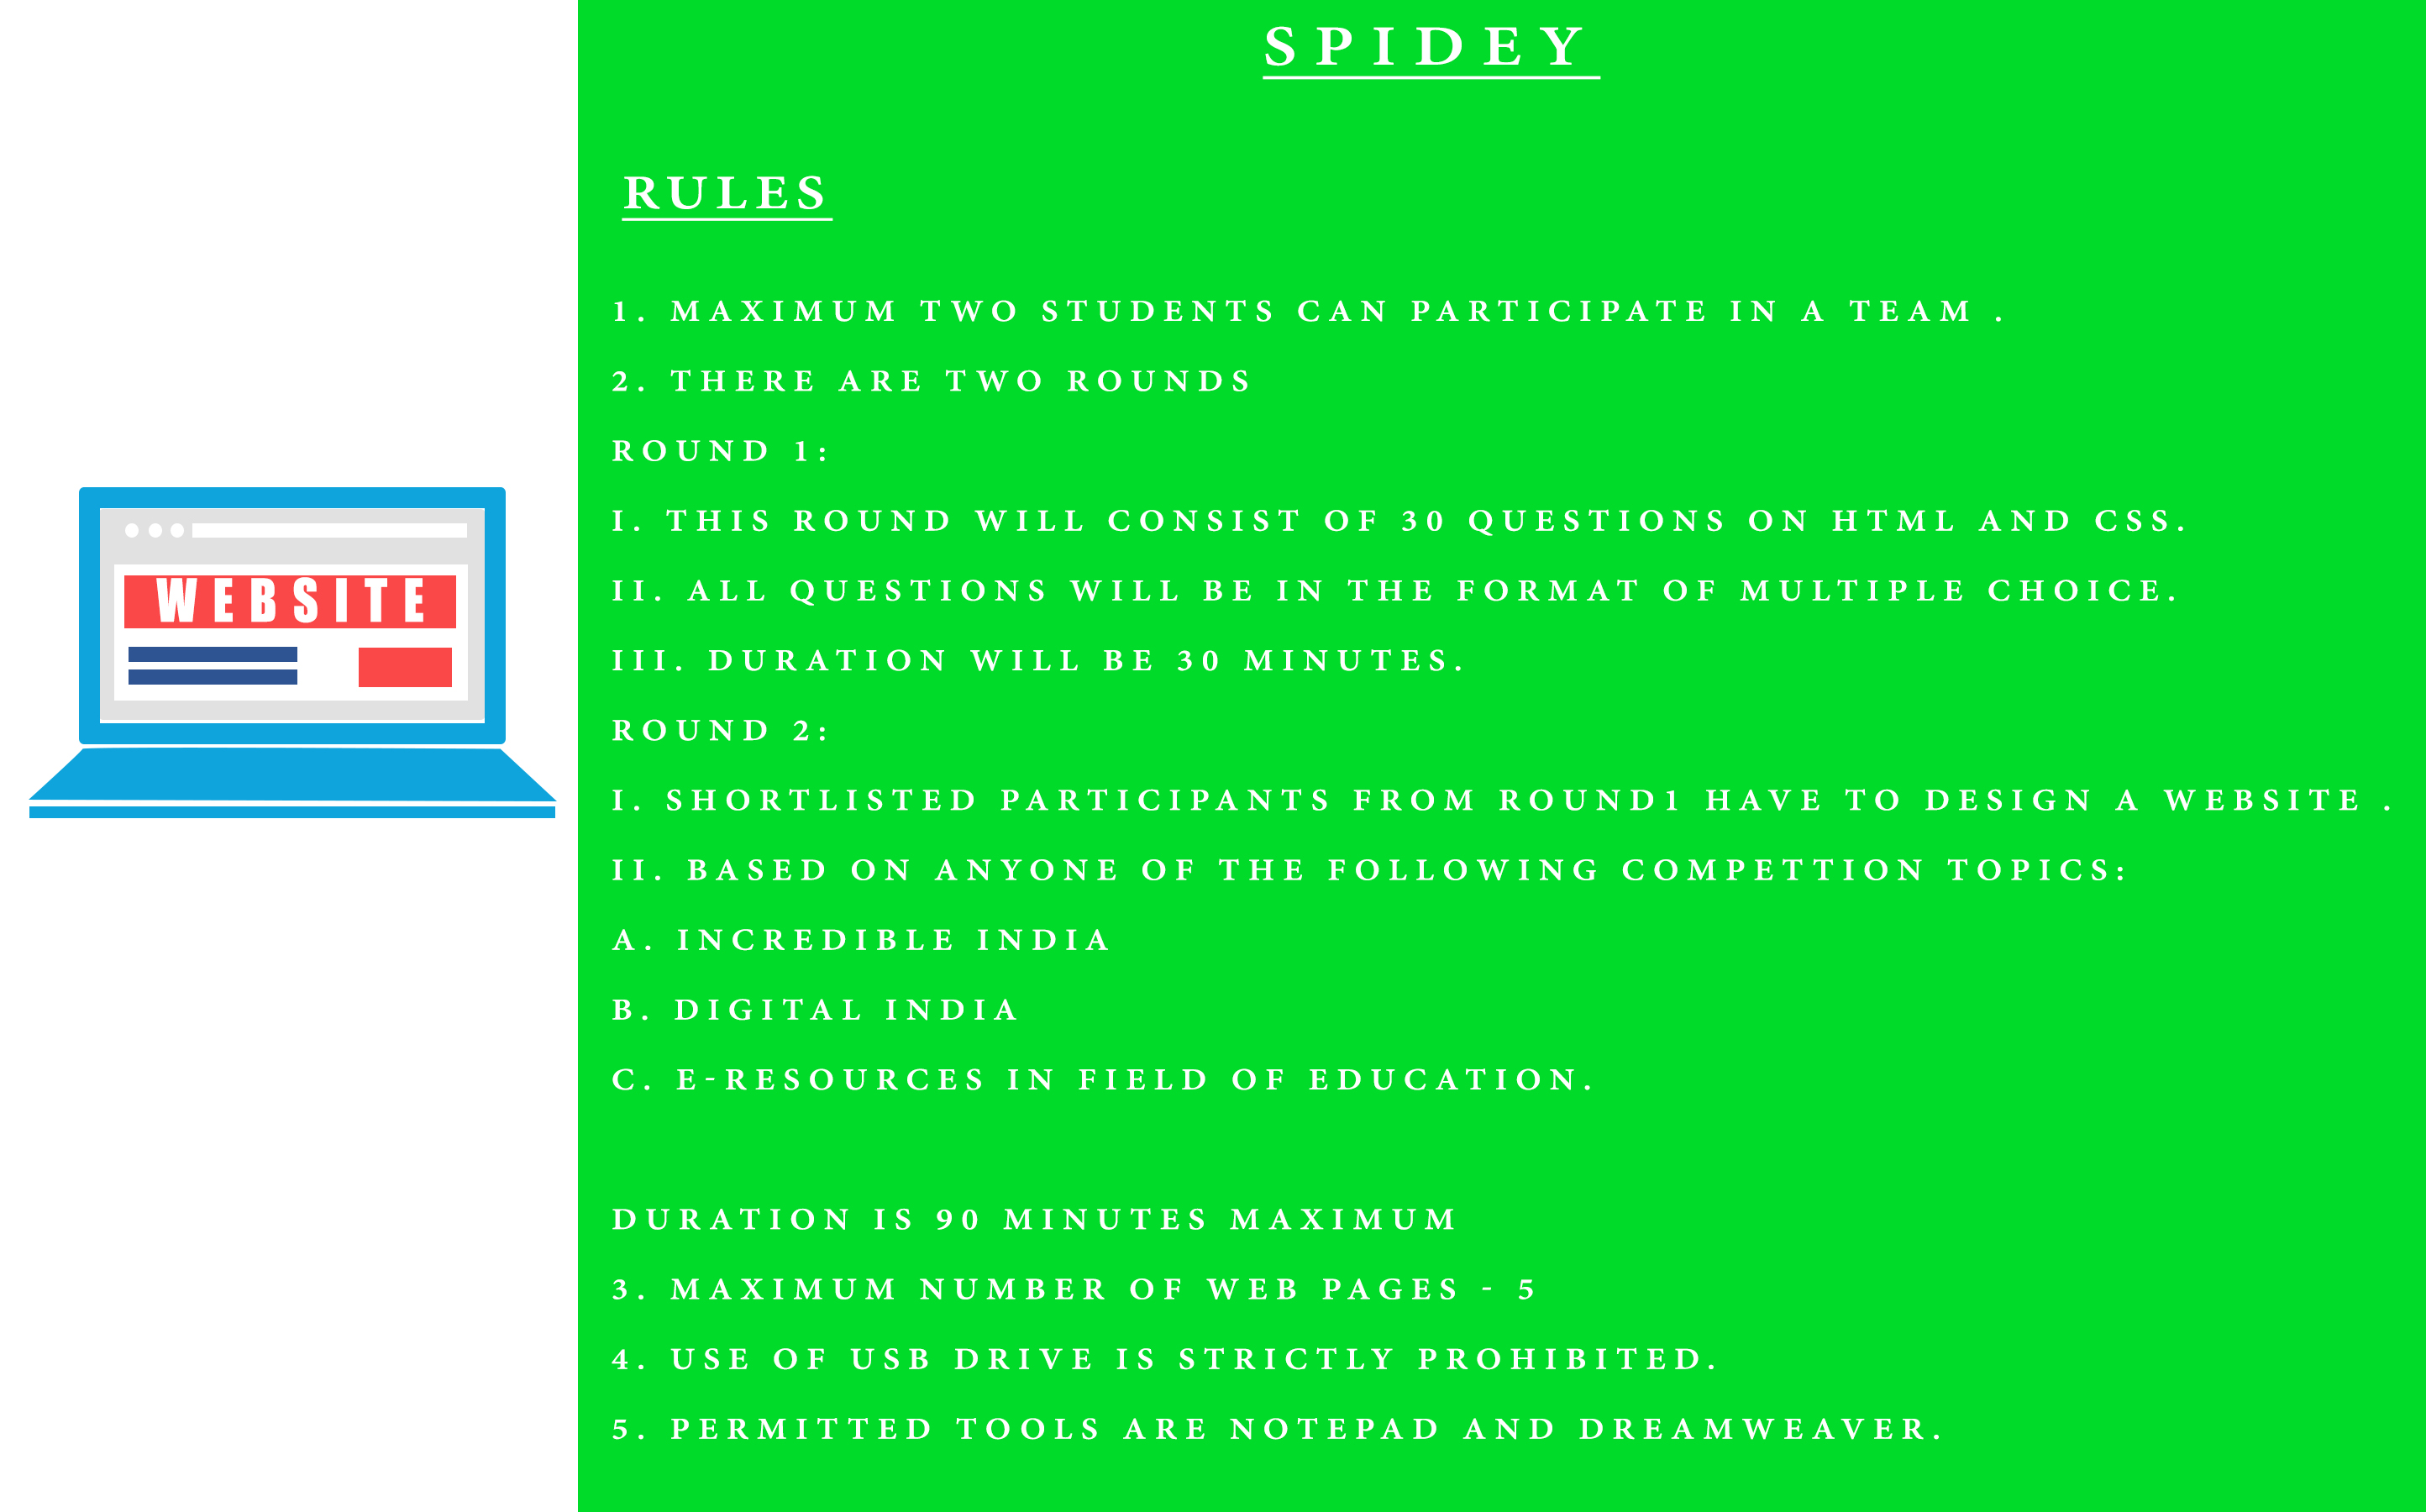 SPIDEY
RULES
1. MAXIMUM TWO STUDENTS CAN PARTICIPATE IN A TEAM .
2. THERE ARE TWO ROUNDS
ROUND 1:
I. THIS ROUND WILL CONSIST OF 30 QUESTIONS ON HTML AND CSS.
II. ALL QUESTIONS WILL BE IN THE FORMAT OF MULTIPLE CHOICE.
III. DURATION WILL BE 30 MINUTES.
ROUND 2:
I. SHORTLISTED PARTICIPANTS FROM ROUND1 HAVE TO DESIGN A WEBSITE .
II. BASED ON ANYONE OF THE FOLLOWING COMPETTION TOPICS:
A. INCREDIBLE INDIA
B. DIGITAL INDIA
C. E-RESOURCES IN FIELD OF EDUCATION.
DURATION IS 90 MINUTES MAXIMUM
3. MAXIMUM NUMBER OF WEB PAGES - 5
4. USE OF USB DRIVE IS STRICTLY PROHIBITED.
5. PERMITTED TOOLS ARE NOTEPAD AND DREAMWEAVER.
WEBSITE